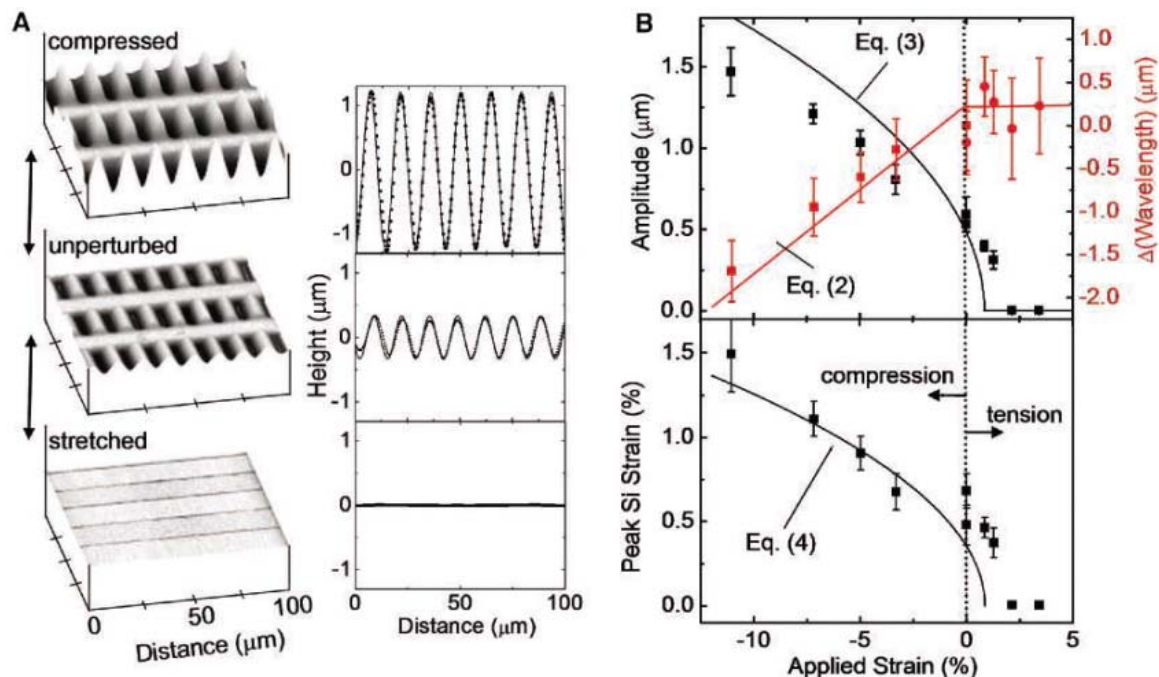 A
compressed
unperturbed
stretched
0
50
100
Distance (μm)
Height (μm)
1
0
-1
1
0
-1
1
0
-1
0
50
100
Distance (μm)
B
Amplitude (μm)
1.5
1.0
0.5
0.0
Eq. (3)
Eq. (2)
1.0
0.5
0.0
-0.5
-1.0
-1.5
-2.0
Δ(Wavelength) (μm)
Peak Si Strain (%)
1.5
1.0
0.5
0.0
compression
tension
Eq. (4)
-10
-5
0
5
Applied Strain (%)